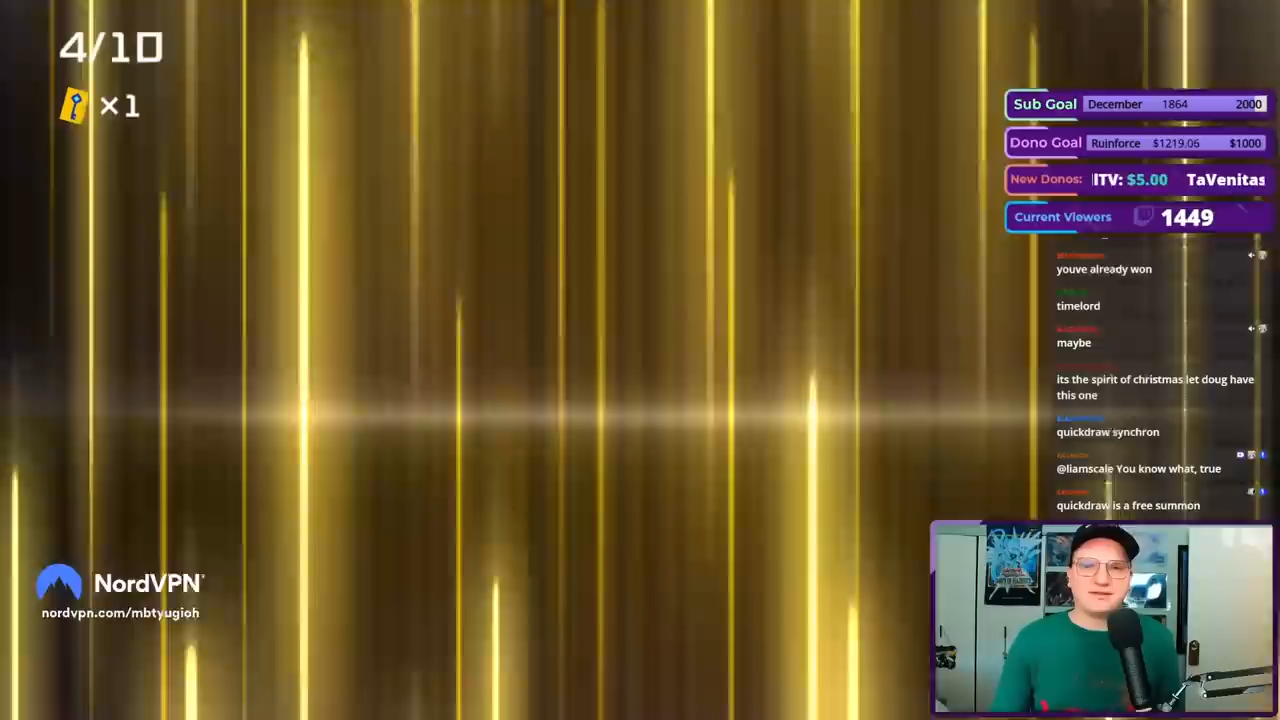 4/10
×1
Sub Goal December 1864 2000
Dono Goal Ruinforce $1219.06 $1000
New Donos: ITV: $5.00 TaVenitas
Current Viewers 1449
youve already won
timelord
maybe
its the spirit of christmas let doug have
this one
quickdraw synchron
@liamscale You know what, true
quickdraw is a free summon
NordVPN
nordvpn.com/mbtyugioh